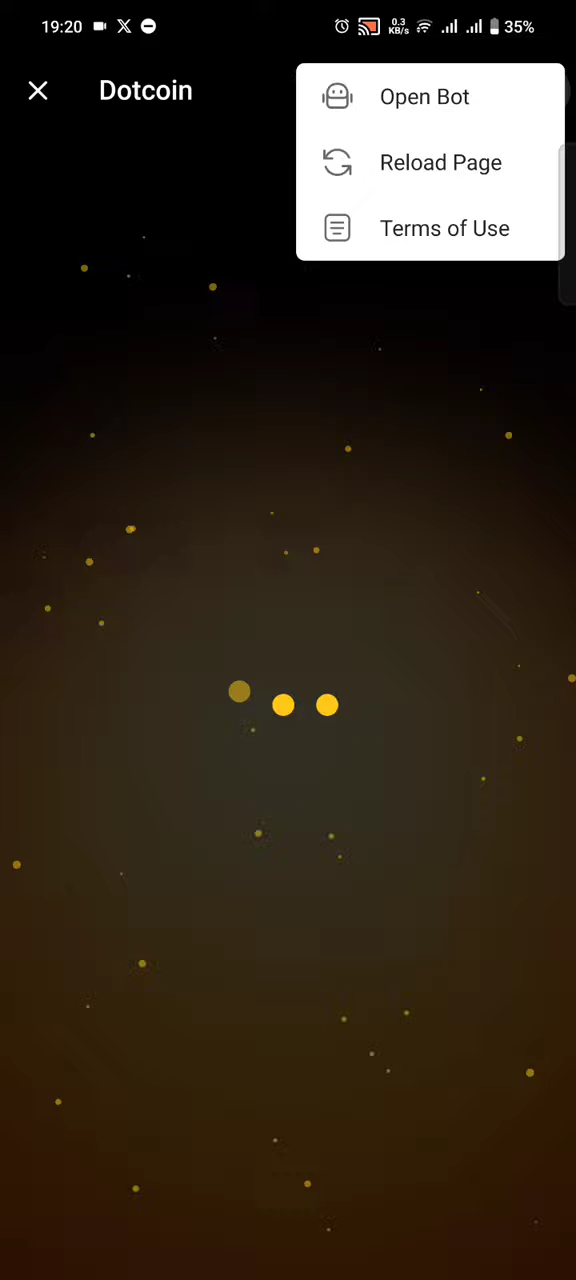 19:20 0.3 KB/s 35%
Dotcoin
Open Bot
Reload Page
Terms of Use